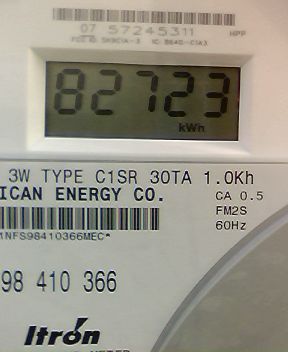 07 57245311
HPP
82723
kWh
3W TYPE C1SR 30TA 1.0Kh
ICAN ENERGY CO.
CA 0.5
FM2S
60Hz
98 410 366
Itron